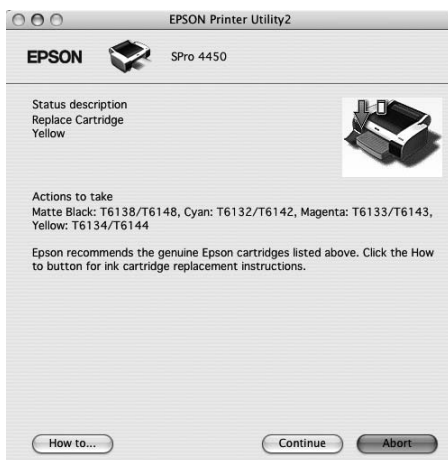 EPSON Printer Utility2
EPSON
SPro 4450
Status description
Replace Cartridge
Yellow
Actions to take
Matte Black: T6138/T6148, Cyan: T6132/T6142, Magenta: T6133/T6143,
Yellow: T6134/T6144
Epson recommends the genuine Epson cartridges listed above. Click the How
to button for ink cartridge replacement instructions.
How to...
Continue
Abort